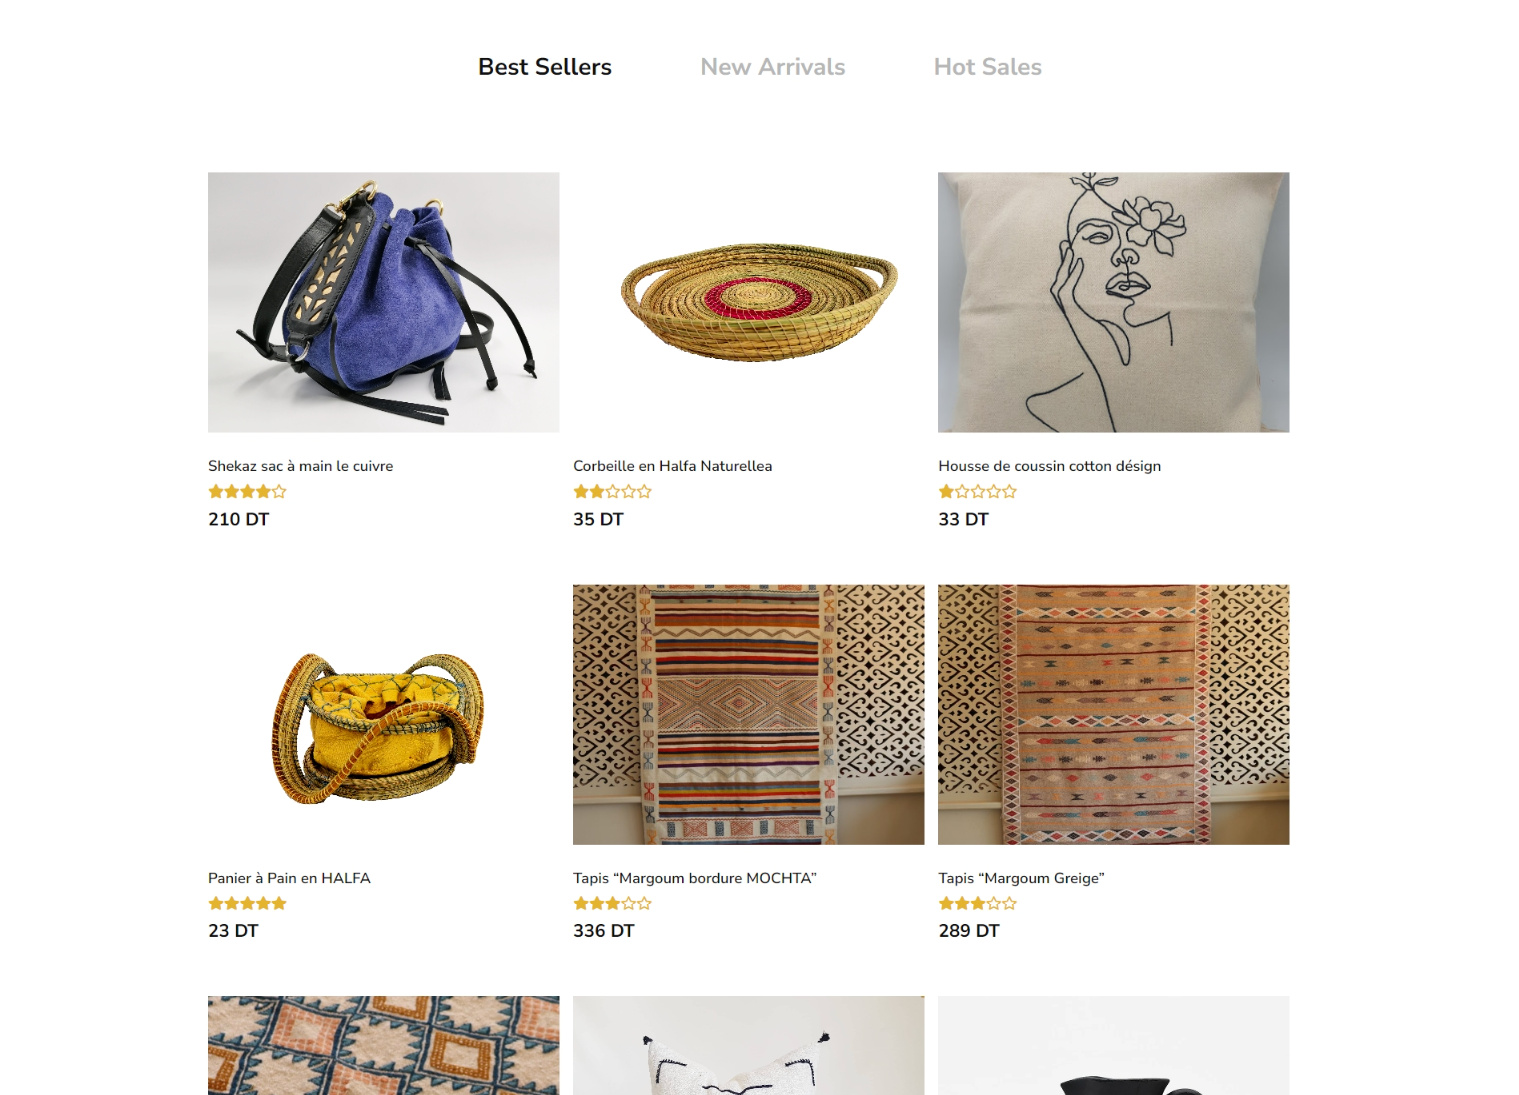 Best Sellers New Arrivals Hot Sales
Shekaz sac à main le cuivre
210 DT
Corbeille en Halfa Naturellea
35 DT
Housse de coussin cotton désign
33 DT
Panier à Pain en HALFA
23 DT
Tapis “Margoum bordure MOCHTA”
336 DT
Tapis “Margoum Greige”
289 DT